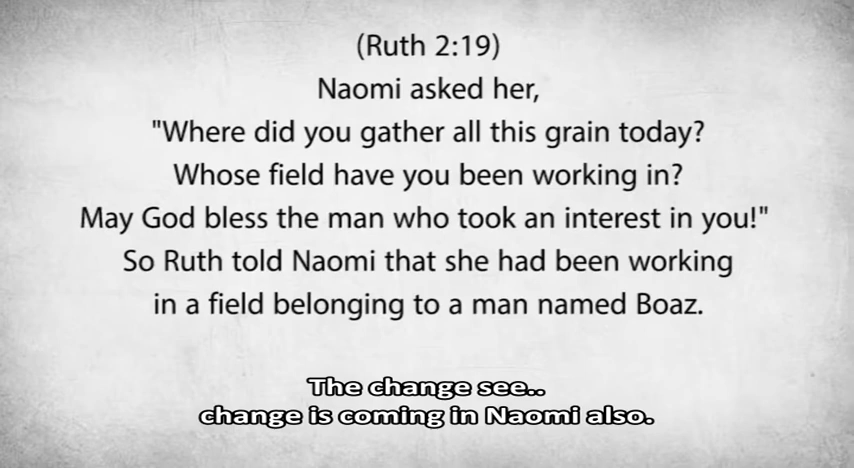 (Ruth 2:19)
Naomi asked her,
"Where did you gather all this grain today?
Whose field have you been working in?
May God bless the man who took an interest in you!"
So Ruth told Naomi that she had been working
in a field belonging to a man named Boaz.
The change see..
change is coming in Naomi also.